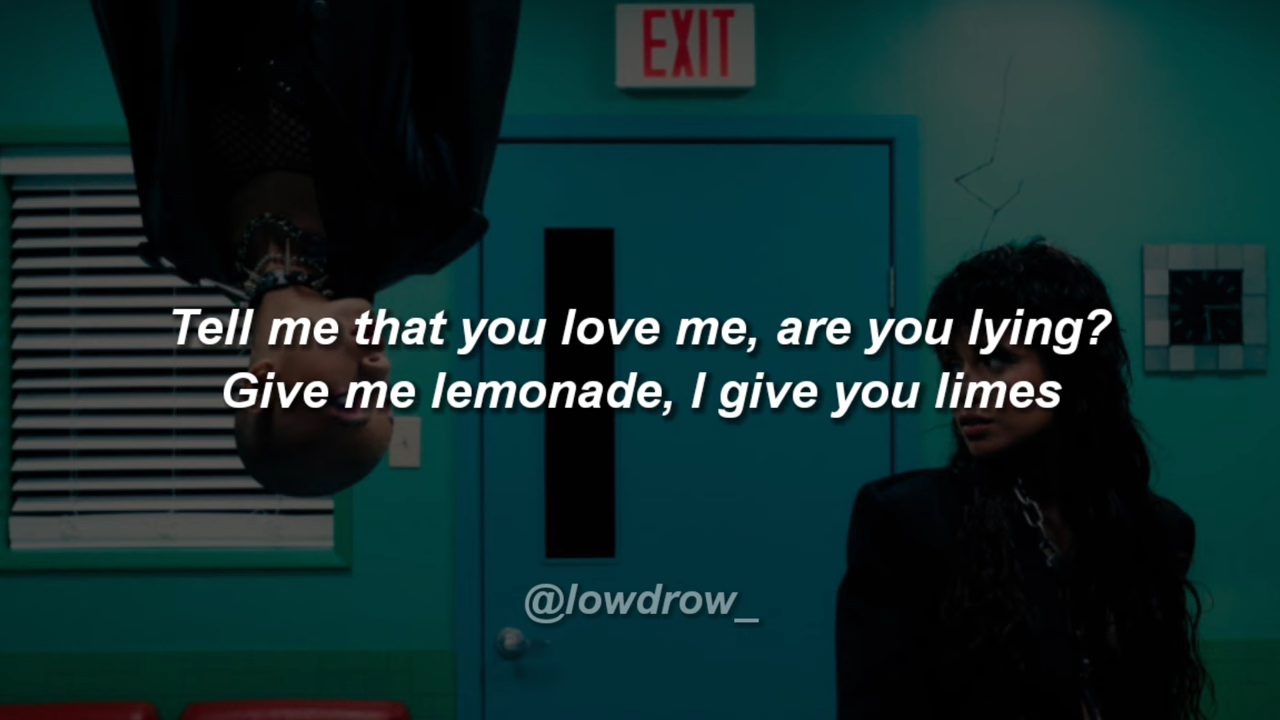 EXIT
Tell me that you love me, are you lying?
Give me lemonade, I give you limes
@lowdrow_